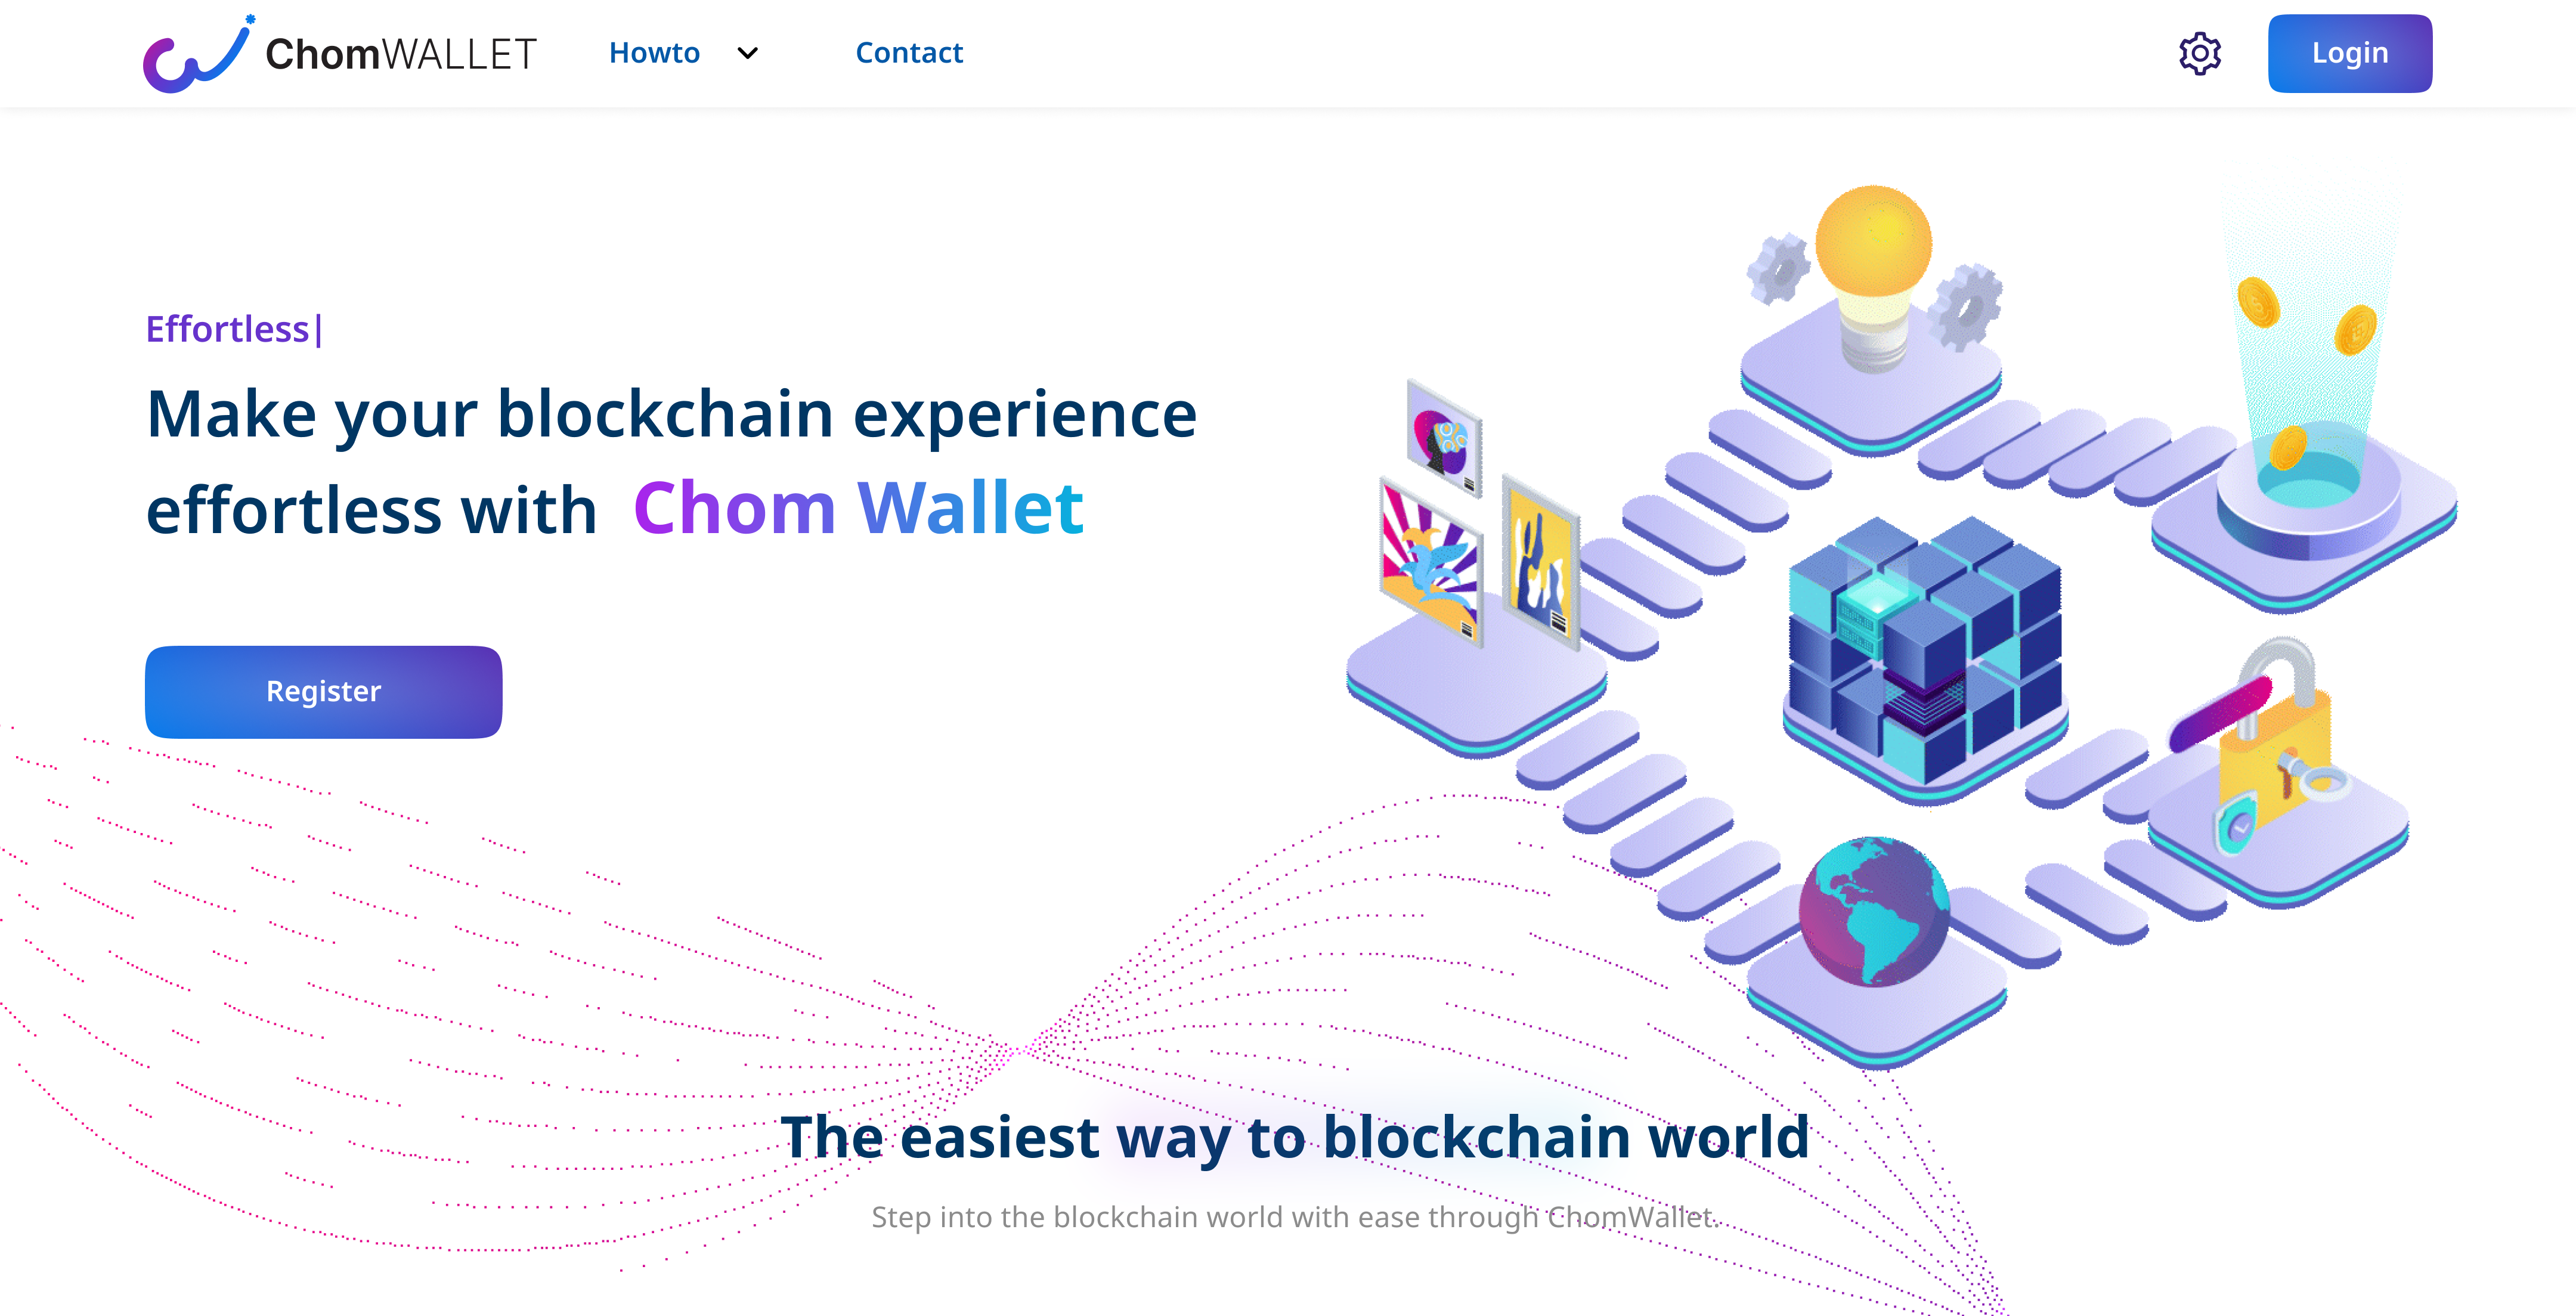 ChomWALLET
Howto
Contact
Login
Effortless|
Make your blockchain experience
effortless with Chom Wallet
Register
The easiest way to blockchain world
Step into the blockchain world with ease through ChomWallet.